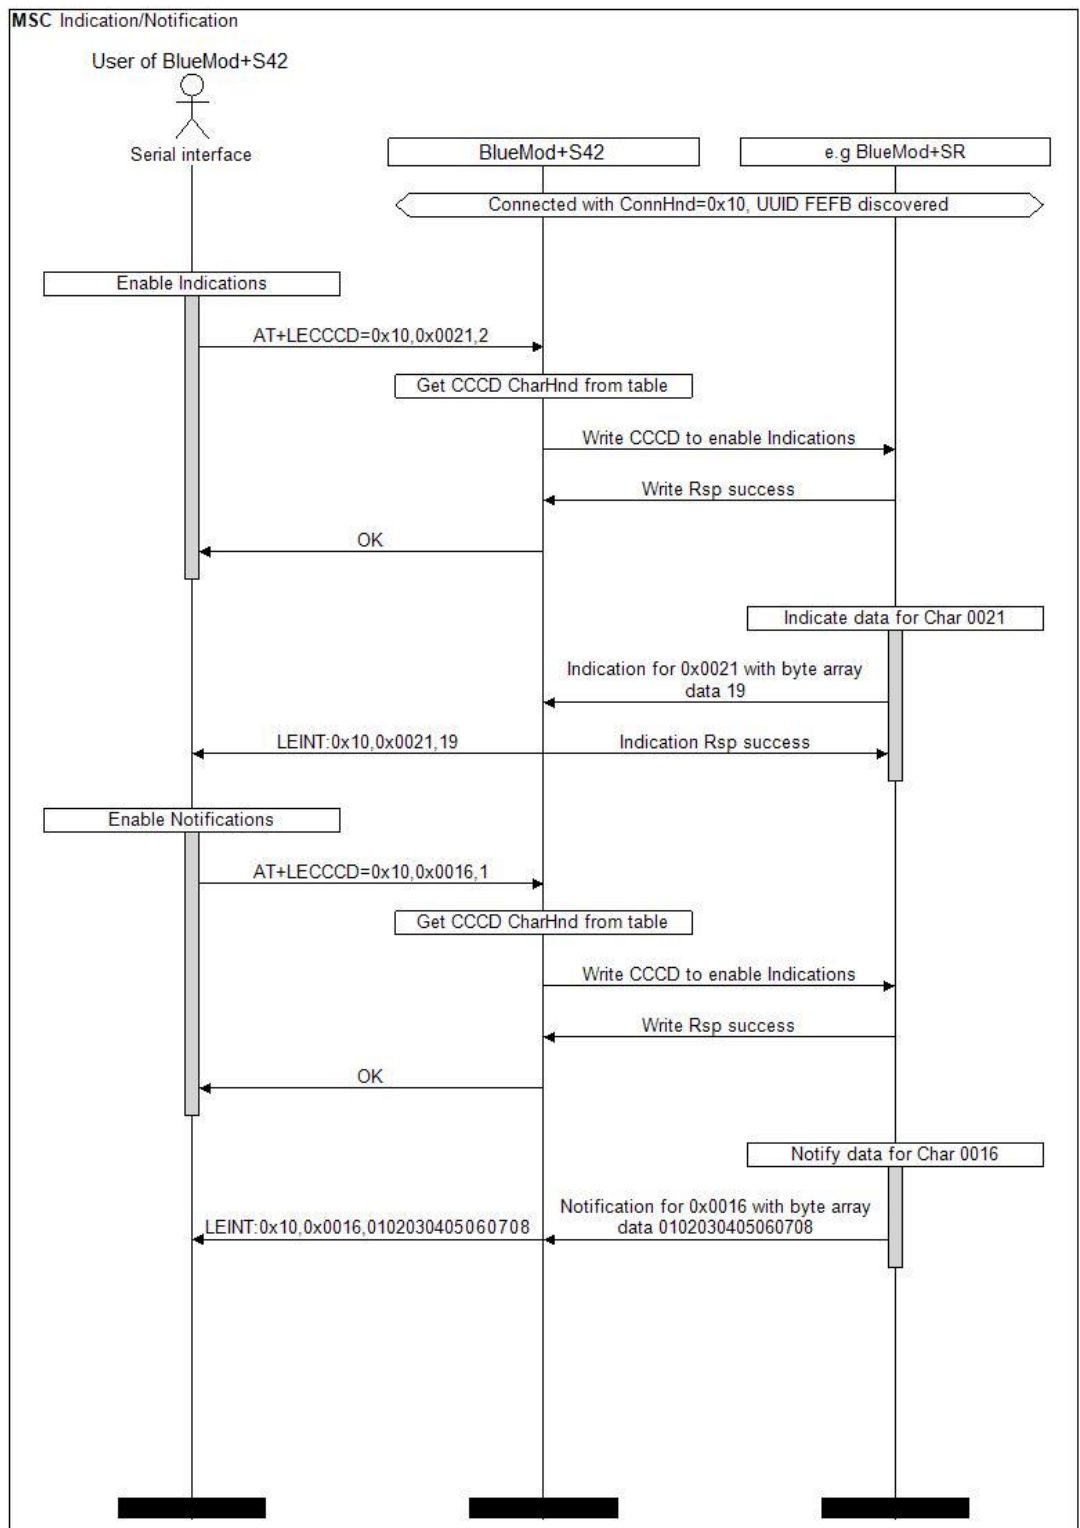 MSC Indication/Notification
User of BlueMod+S42
Serial interface
BlueMod+S42
e.g BlueMod+SR
Connected with ConnHnd=0x10, UUID FEFB discovered
Enable Indications
AT+LECCCD=0x10,0x0021,2
Get CCCD CharHnd from table
Write CCCD to enable Indications
Write Rsp success
OK
Indicate data for Char 0021
Indication for 0x0021 with byte array
data 19
LEINT:0x10,0x0021,19
Indication Rsp success
Enable Notifications
AT+LECCCD=0x10,0x0016,1
Get CCCD CharHnd from table
Write CCCD to enable Indications
Write Rsp success
OK
Notify data for Char 0016
Notification for 0x0016 with byte array
data 0102030405060708
LEINT:0x10,0x0016,0102030405060708